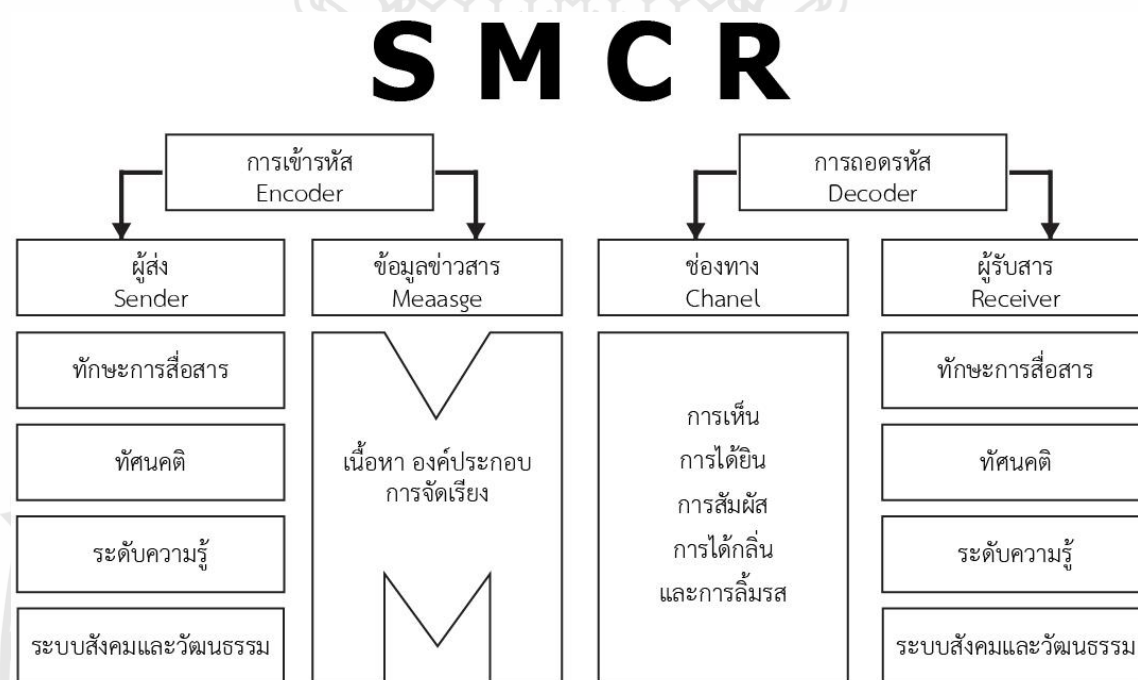 S M C R
การเข้ารหัส
Encoder
การถอดรหัส
Decoder
ผู้ส่ง
Sender
ข้อมูลข่าวสาร
Meaasge
ช่องทาง
Chanel
ผู้รับสาร
Receiver
ทักษะการสื่อสาร
ทัศนคติ
ระดับความรู้
ระบบสังคมและวัฒนธรรม
เนื้อหา องค์ประกอบ
การจัดเรียง
การเห็น
การได้ยิน
การสัมผัส
การได้กลิ่น
และการลิ้มรส
ทักษะการสื่อสาร
ทัศนคติ
ระดับความรู้
ระบบสังคมและวัฒนธรรม